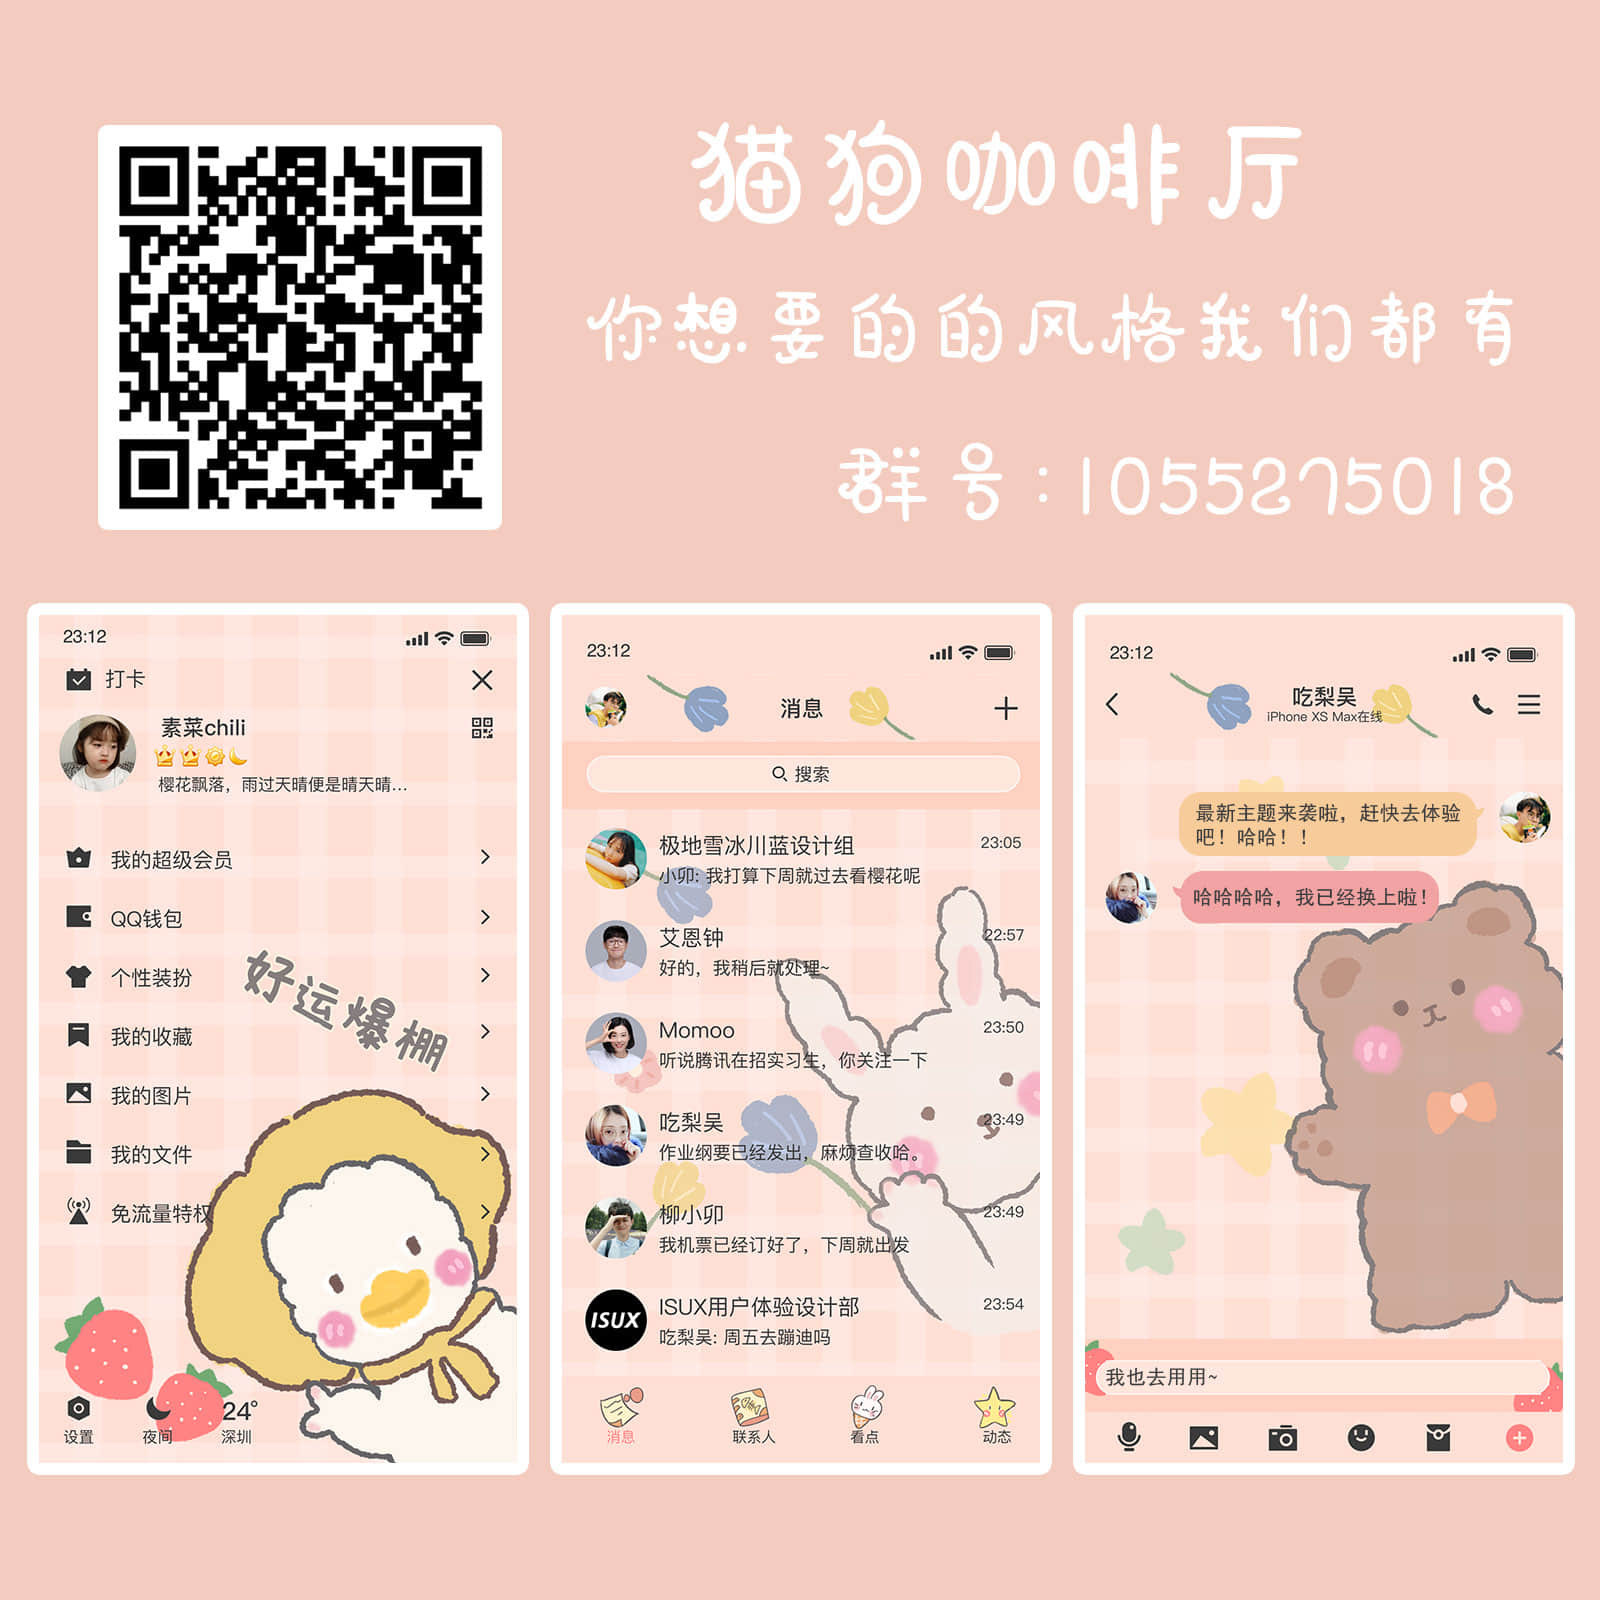 猫狗咖啡厅
你想要的的风格我们都有
群号:1055275018
23:12
打卡
素菜chili
樱花飘落，雨过天晴便是晴天晴...
我的超级会员
QQ钱包
个性装扮
我的收藏
我的图片
我的文件
免流量特权
好运爆棚
24°
设置
夜间
深圳
23:12
消息
搜索
极地雪冰川蓝设计组
23:05
小卯: 我打算下周就过去看樱花呢
艾恩钟
22:57
好的，我稍后就处理~
Momoo
23:50
听说腾讯在招实习生，你关注一下
吃梨吴
23:49
作业纲要已经发出，麻烦查收哈。
柳小卯
23:49
我机票已经订好了，下周就出发
ISUX
ISUX用户体验设计部
23:54
吃梨吴: 周五去蹦迪吗
消息
联系人
看点
动态
23:12
吃梨吴
iPhone XS Max在线
最新主题来袭啦，赶快去体验
吧！哈哈！！
哈哈哈哈，我已经换上啦！
我也去用用~